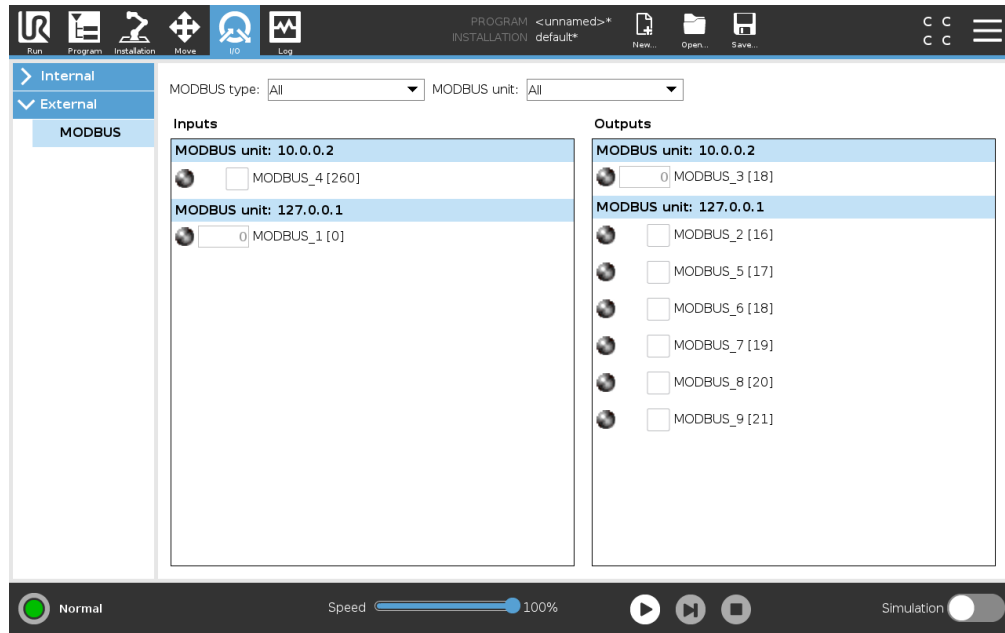 UR
Run
Program
Installation
Move
I/O
Log
PROGRAM <unnamed>*
INSTALLATION default*
New...
Open...
Save...
C C
C C
Internal
External
MODBUS
MODBUS type: All
MODBUS unit: All
Inputs
MODBUS unit: 10.0.0.2
MODBUS_4 [260]
MODBUS unit: 127.0.0.1
0 MODBUS_1 [0]
Outputs
MODBUS unit: 10.0.0.2
0 MODBUS_3 [18]
MODBUS unit: 127.0.0.1
MODBUS_2 [16]
MODBUS_5 [17]
MODBUS_6 [18]
MODBUS_7 [19]
MODBUS_8 [20]
MODBUS_9 [21]
Normal
Speed 100%
Simulation